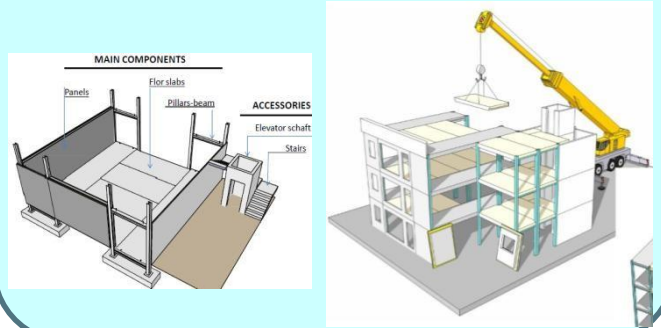 MAIN COMPONENTS
Flor slabs
Panels
Pillars-beam
ACCESSORIES
Elevator schaft
Stairs